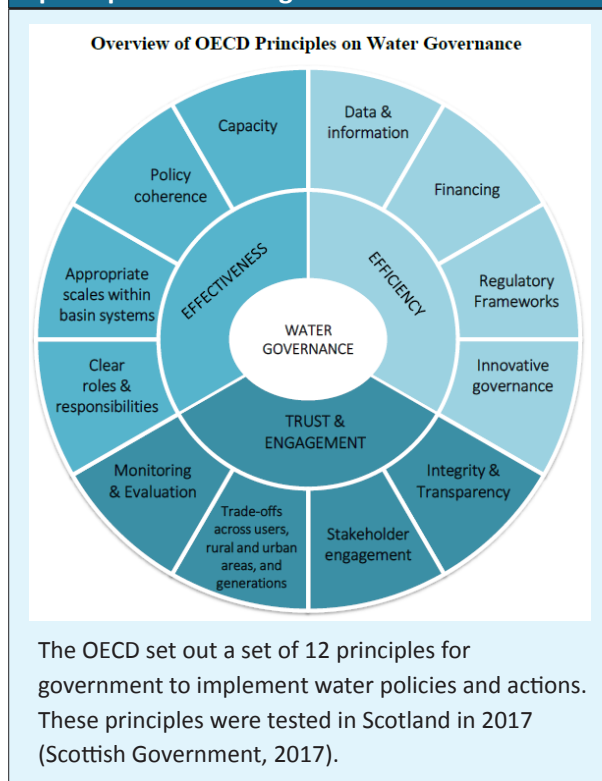 Overview of OECD Principles on Water Governance
Capacity
Data &
information
Policy
coherence
Financing
Appropriate
scales within
basin systems
EFFECTIVENESS
EFFICIENCY
Regulatory
Frameworks
WATER
GOVERNANCE
Clear
roles &
responsibilities
Innovative
governance
TRUST &
ENGAGEMENT
Monitoring
& Evaluation
Integrity &
Transparency
Trade-offs
across users,
rural and urban
areas, and
generations
Stakeholder
engagement
The OECD set out a set of 12 principles for
government to implement water policies and actions.
These principles were tested in Scotland in 2017
(Scottish Government, 2017).